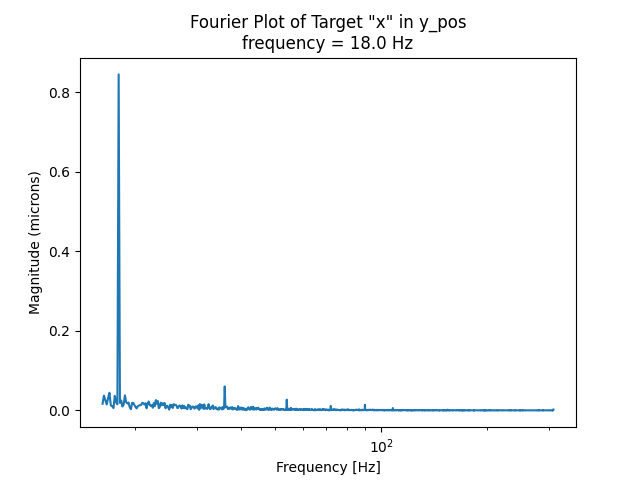 Fourier Plot of Target "x" in y_pos
frequency = 18.0 Hz
Magnitude (microns)
0.8
0.6
0.4
0.2
0.0
10²
Frequency [Hz]